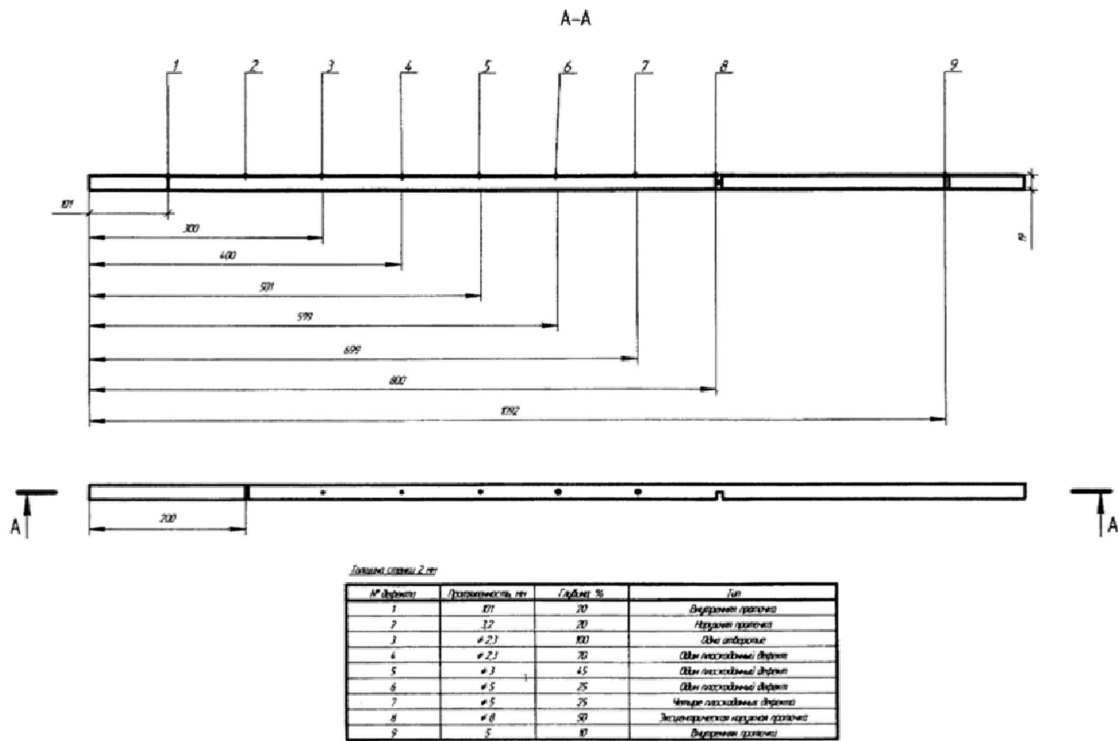 А-А
1 2 3 4 5 6 7 8 9
101
19
300
400
501
599
699
800
1092
А А
200
Толщина стенки 2 мм
№ дефекта Протяженность, мм Глубина, % Тип
1 101 20 Внутренняя проточка
2 3,2 20 Наружная проточка
3 ⌀ 2,3 100 Одно отверстие
4 ⌀ 2,3 70 Один плоскодонный дефект
5 ⌀ 3 45 Один плоскодонный дефект
6 ⌀ 5 25 Один плоскодонный дефект
7 ⌀ 5 25 Четыре плоскодонных дефекта
8 ⌀ 8 50 Эксцентрическая наружная проточка
9 5 10 Внутренняя проточка